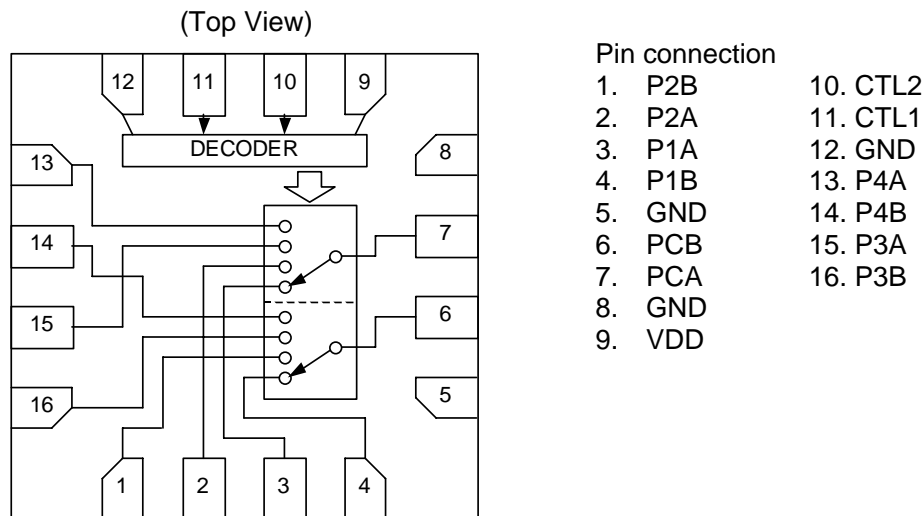 (Top View)
12 11 10 9
DECODER
13
8
14
7
15
6
16
5
1 2 3 4
Pin connection
1. P2B
2. P2A
3. P1A
4. P1B
5. GND
6. PCB
7. PCA
8. GND
9. VDD
10. CTL2
11. CTL1
12. GND
13. P4A
14. P4B
15. P3A
16. P3B